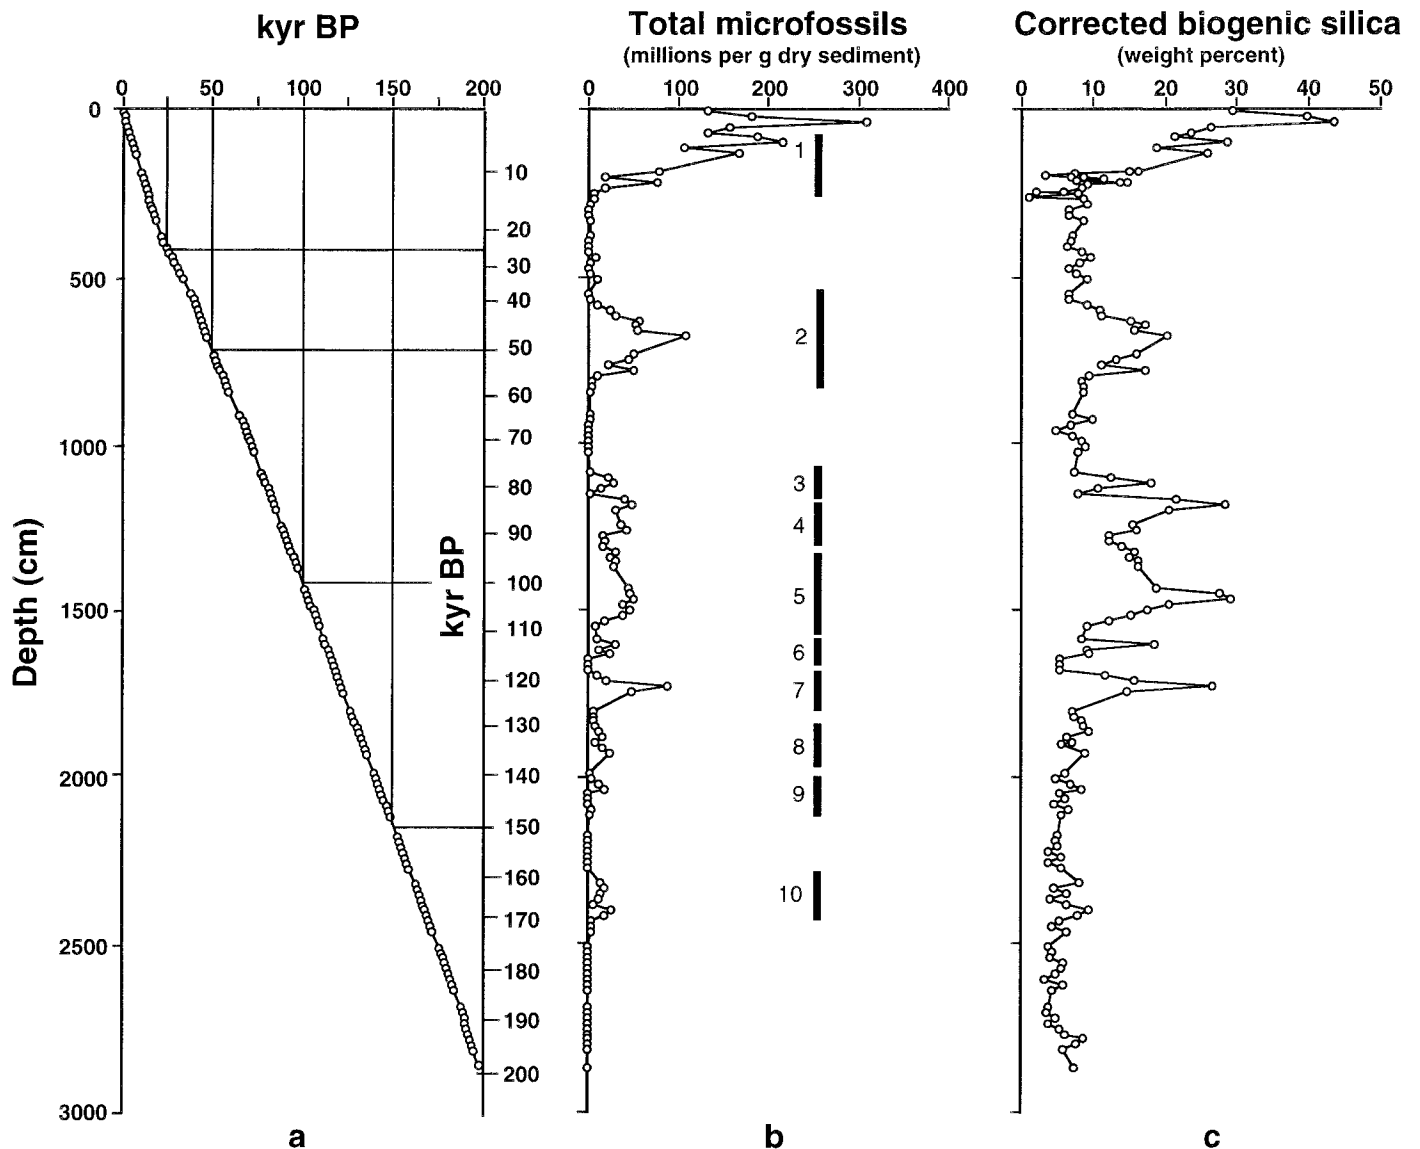 kyr BP
Total microfossils
(millions per g dry sediment)
Corrected biogenic silica
(weight percent)
0 50 100 150 200
0 100 200 300 400
0 10 20 30 40 50
0
500
1000
1500
2000
2500
3000
Depth (cm)
10
20
30
40
50
60
70
80
90
100
110
120
130
140
150
160
170
180
190
200
kyr BP
1
2
3
4
5
6
7
8
9
10
a
b
c